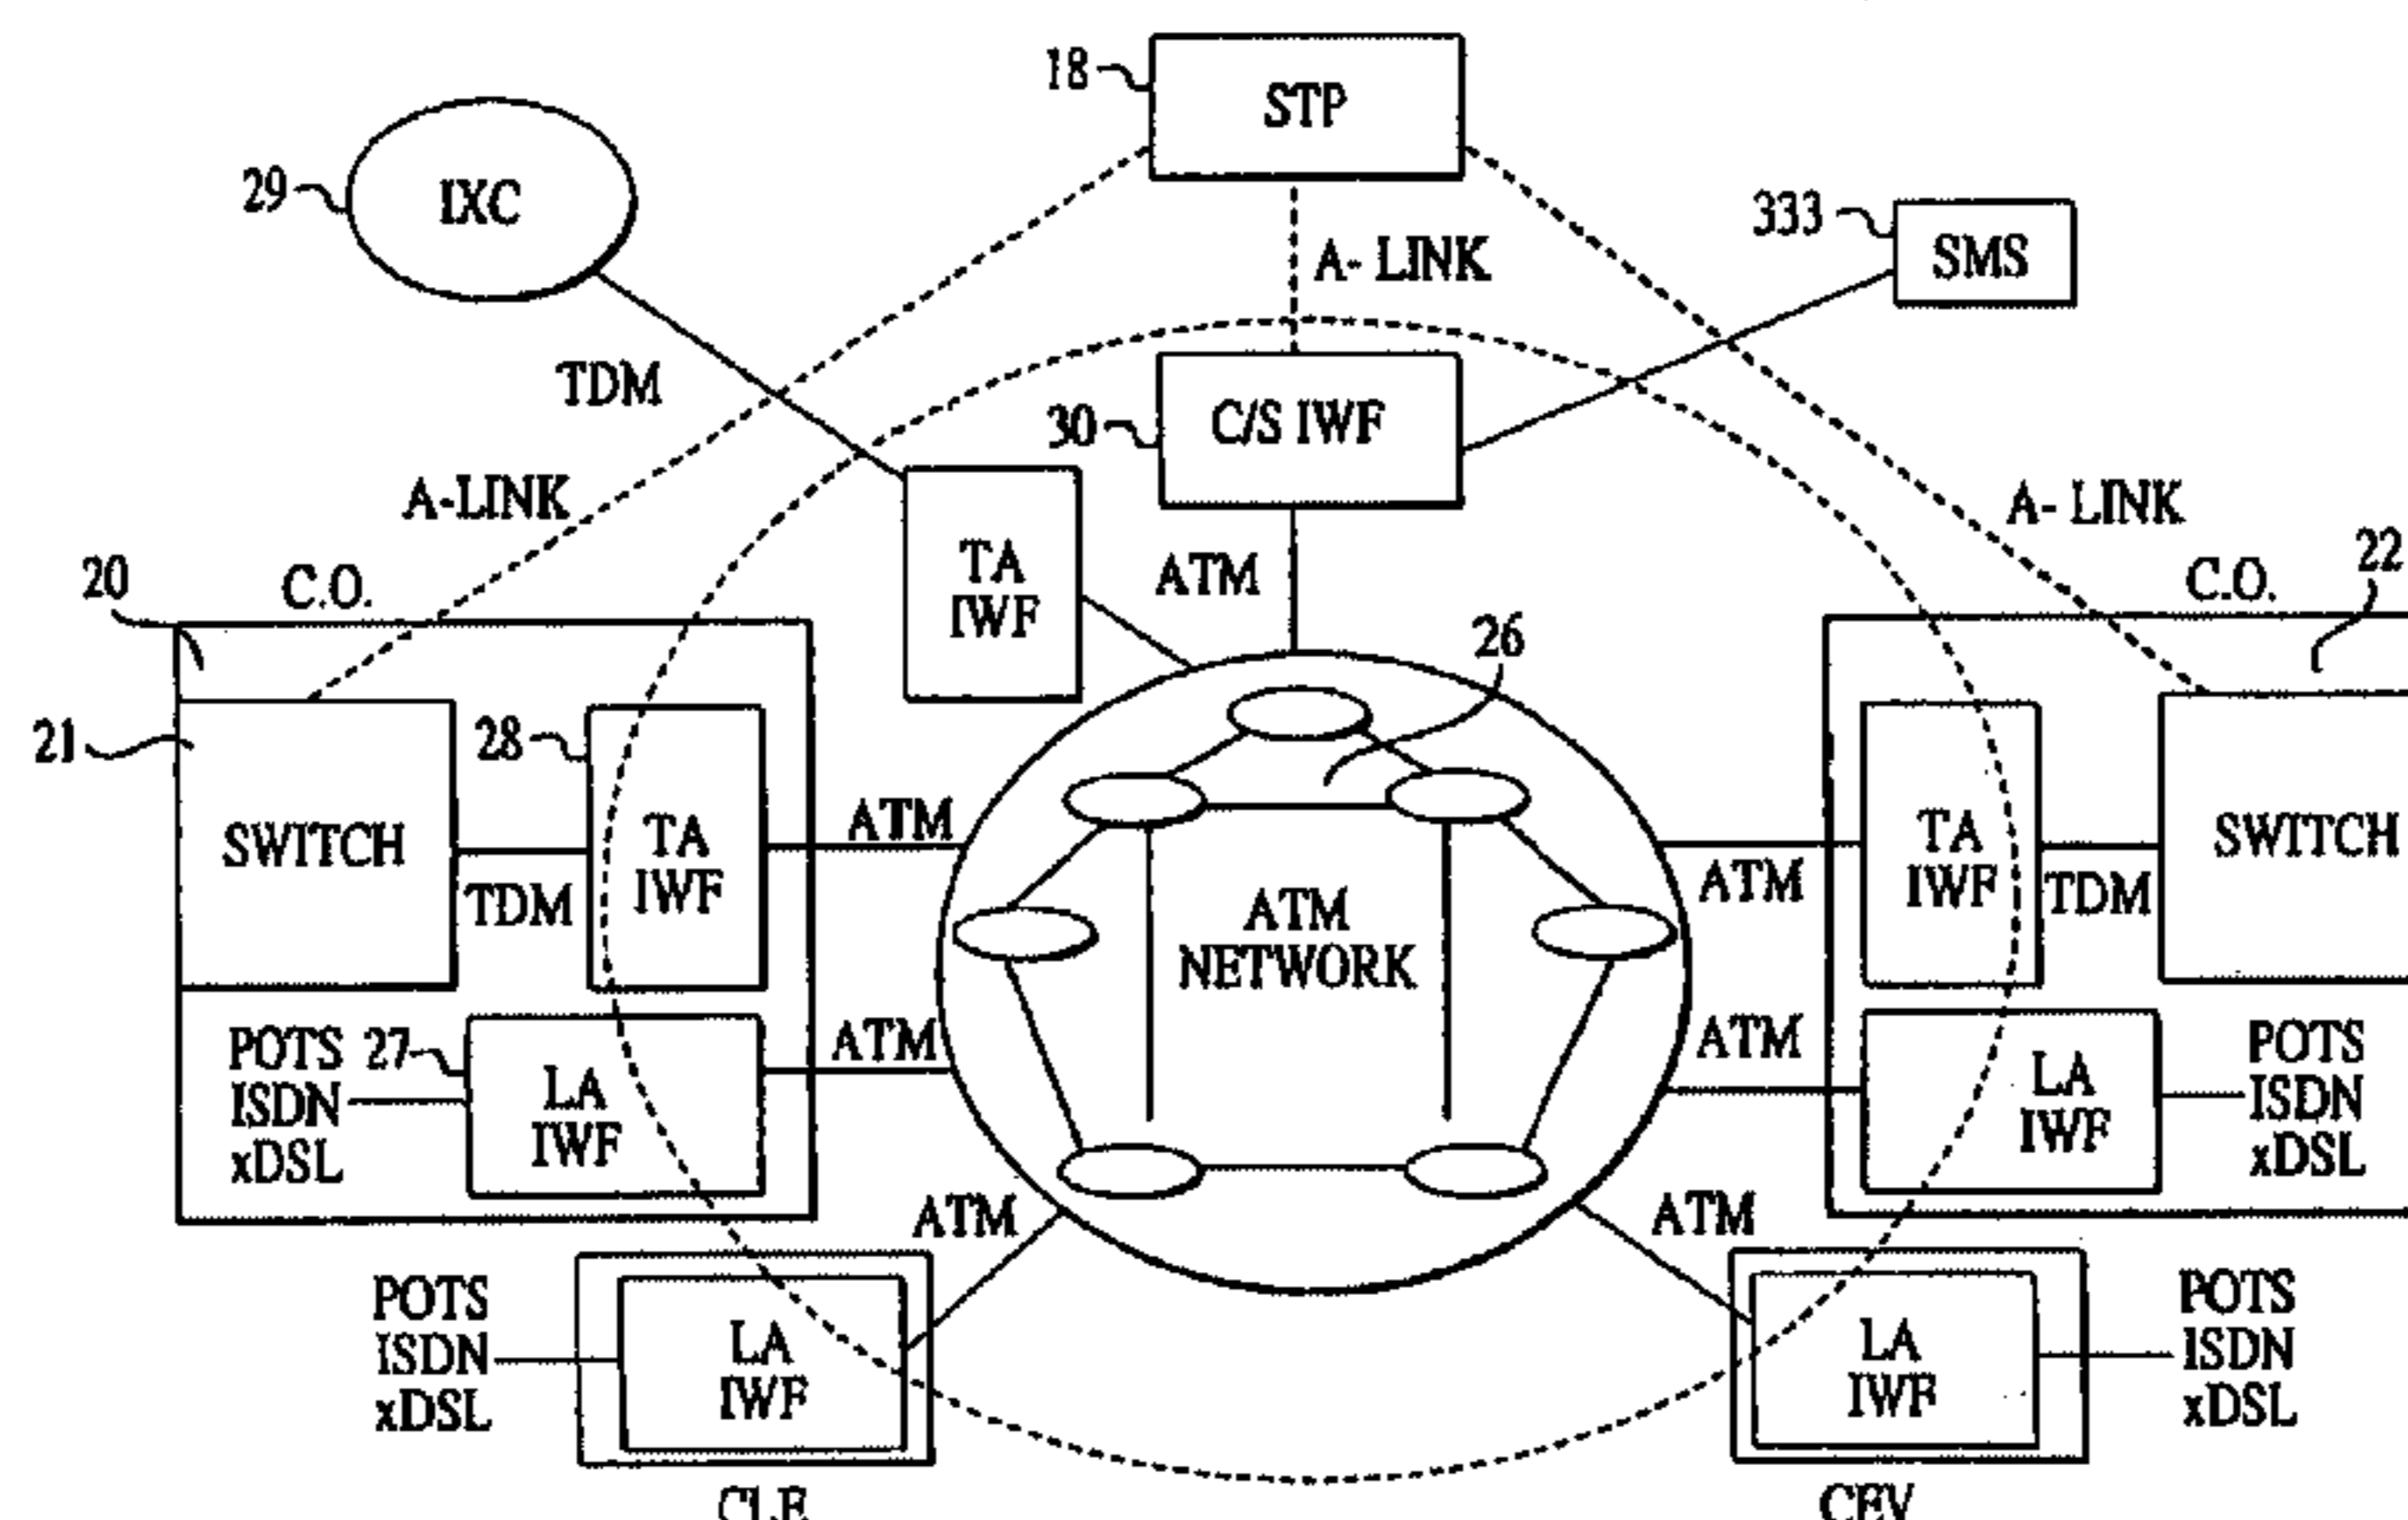 18
STP
29
IXC
333
SMS
A- LINK
TDM
30
C/S IWF
A-LINK
A- LINK
TA
IWF
ATM
20
C.O.
C.O.
22
26
21
SWITCH
28
TA
IWF
TDM
ATM
ATM
NETWORK
ATM
TA
IWF
TDM
SWITCH
POTS
ISDN
xDSL
27
LA
IWF
ATM
ATM
LA
IWF
POTS
ISDN
xDSL
ATM
ATM
POTS
ISDN
xDSL
LA
IWF
CLE
LA
IWF
CEV
POTS
ISDN
xDSL